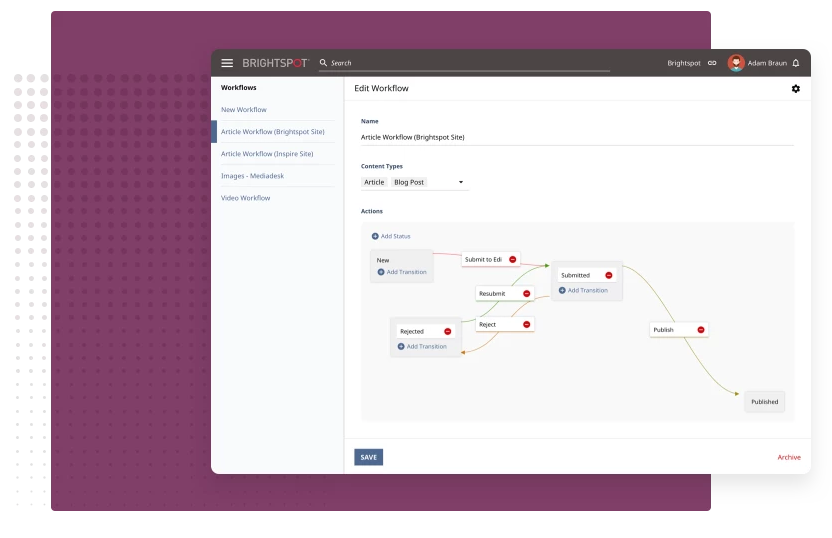 BRIGHTSPOT
Search
Brightspot
Adam Braun
Workflows
New Workflow
Article Workflow (Brightspot Site)
Article Workflow (Inspire Site)
Images - Mediadesk
Video Workflow
Edit Workflow
Name
Article Workflow (Brightspot Site)
Content Types
Article Blog Post
Actions
Add Status
New
Add Transition
Submit to Edi
Submitted
Add Transition
Resubmit
Reject
Rejected
Add Transition
Publish
Published
SAVE
Archive